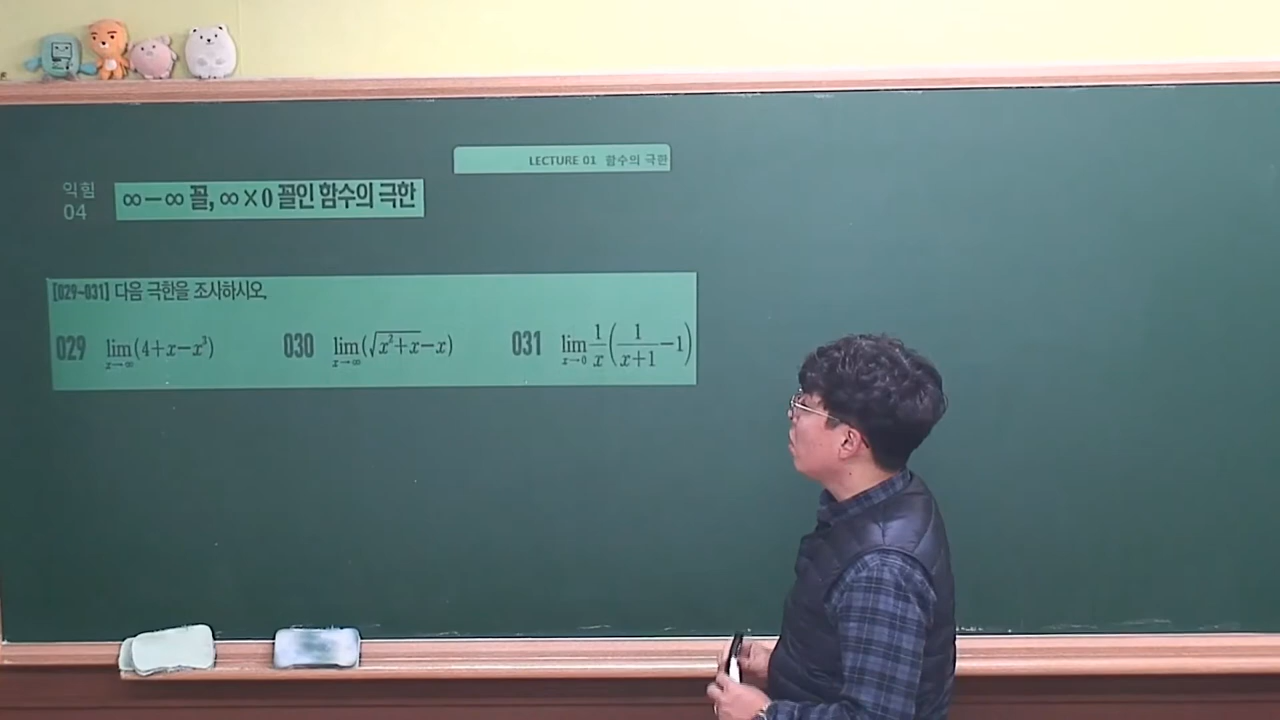 LECTURE 01 함수의 극한
익힘
04
∞−∞ 꼴, ∞×0 꼴인 함수의 극한
[029~031] 다음 극한을 조사하시오.
029 lim_{x→∞}(4+x−x³) 030 lim_{x→∞}(√(x²+x)−x) 031 lim_{x→0} 1/x (1/(x+1) −1)